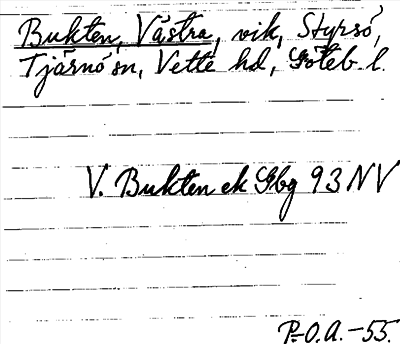 Bukten, Västra, vik, Styrsö,
Tjärnö sn, Vette hd, Göteb. l.
V. Bukten ek Gbg 93 NV
P.-O.A. -55.